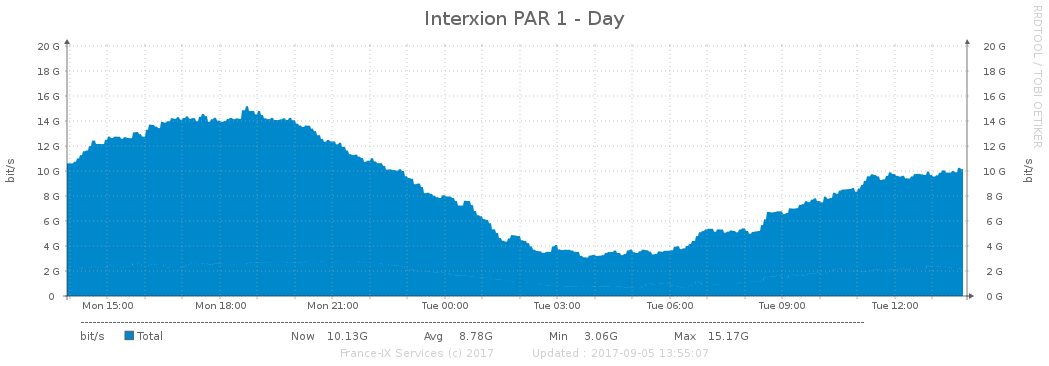 Interxion PAR 1 - Day
RRDTOOL / TOBI OETIKER
bit/s
20 G
18 G
16 G
14 G
12 G
10 G
8 G
6 G
4 G
2 G
0
20 G
18 G
16 G
14 G
12 G
10 G
8 G
6 G
4 G
2 G
0 G
bit/s
Mon 15:00 Mon 18:00 Mon 21:00 Tue 00:00 Tue 03:00 Tue 06:00 Tue 09:00 Tue 12:00
bit/s Total Now 10.13G Avg 8.78G Min 3.06G Max 15.17G
France-IX Services (c) 2017 Updated : 2017-09-05 13:55:07